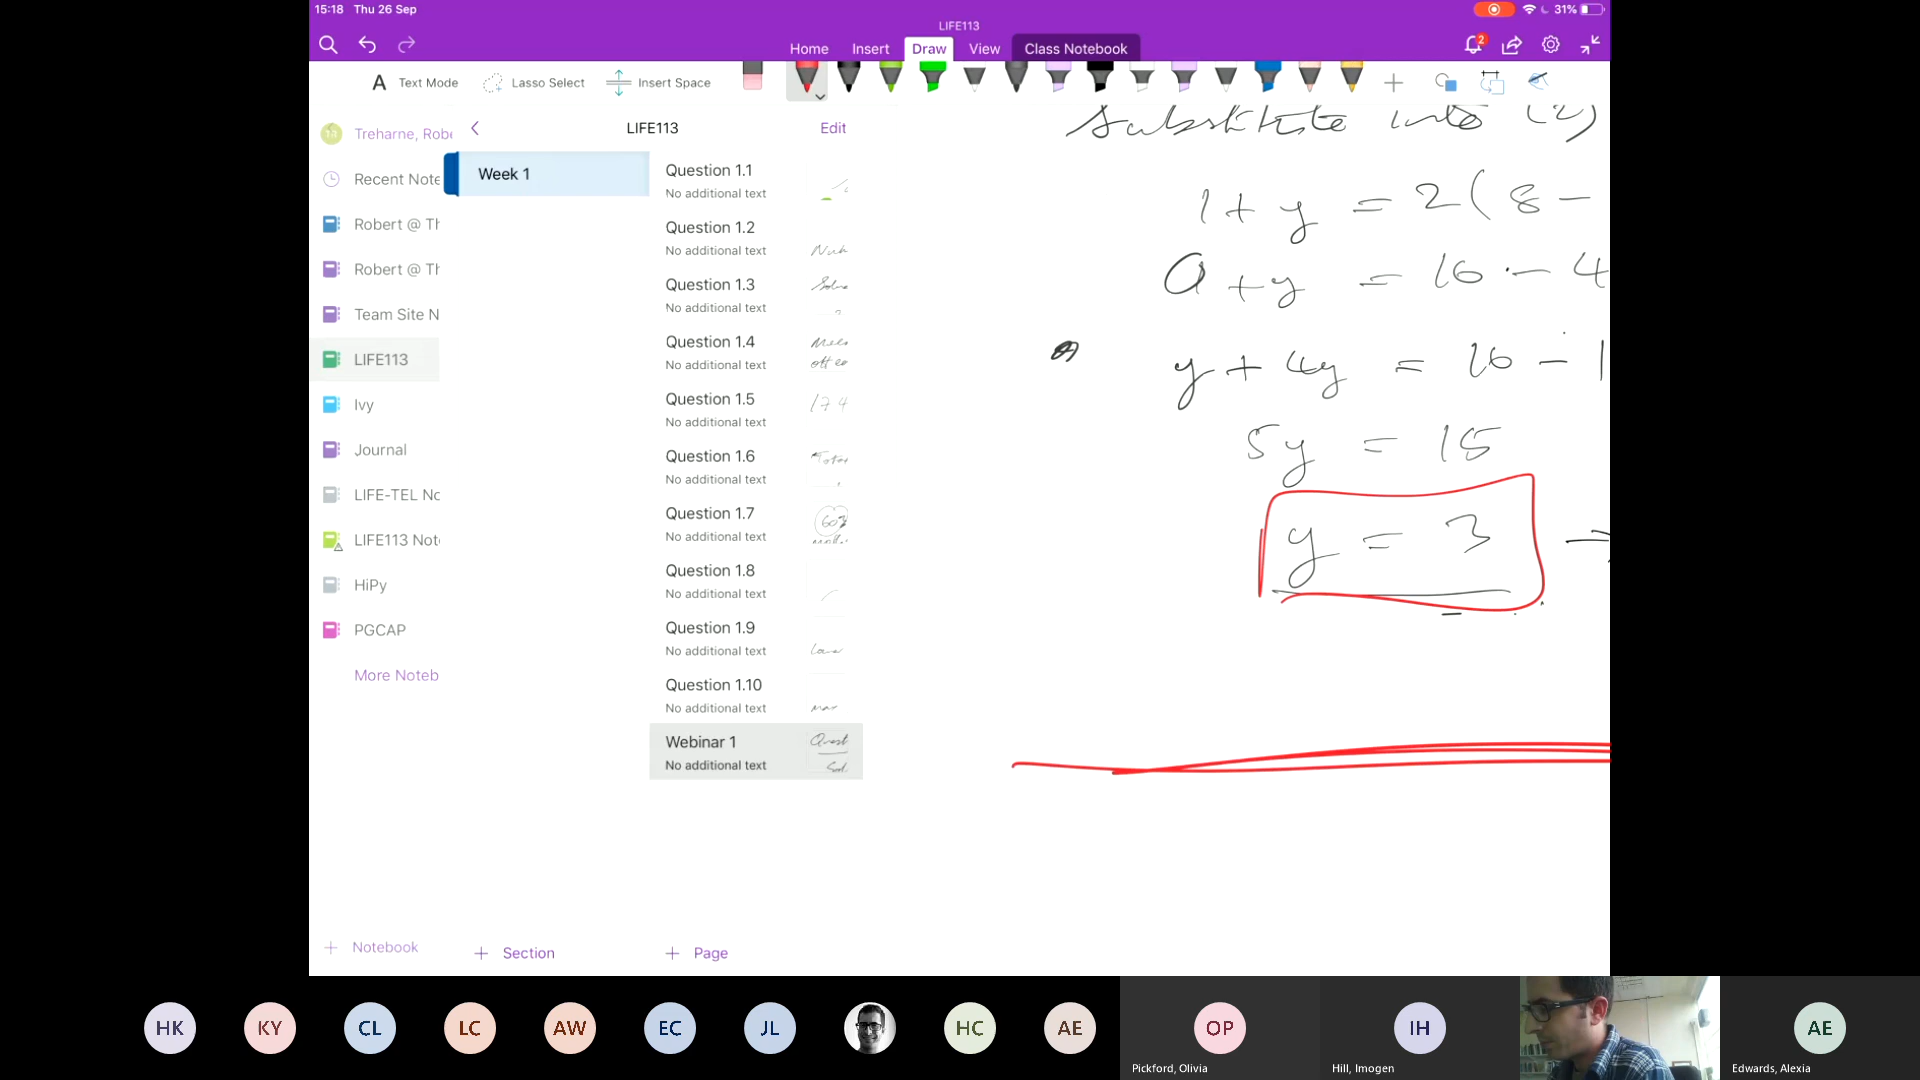 15:18 Thu 26 Sep
31%
LIFE113
Home Insert Draw View Class Notebook
2
A Text Mode Lasso Select Insert Space
LIFE113
Edit
Treharne, Robe
Recent Note
Robert @ Th
Robert @ Th
Team Site N
LIFE113
Ivy
Journal
LIFE-TEL No
LIFE113 Not
HiPy
PGCAP
More Noteb
Notebook
Week 1
Section
Question 1.1
No additional text
Question 1.2
No additional text
Question 1.3
No additional text
Question 1.4
No additional text
Question 1.5
No additional text
174
Question 1.6
No additional text
Question 1.7
No additional text
Question 1.8
No additional text
Question 1.9
No additional text
Question 1.10
No additional text
Webinar 1
No additional text
Page
Substitute into (2)
1 + y = 2(8 -
+ y = 16 - 4
y + 4y = 16 - 1
5y = 15
y = 3
HK KY CL LC AW EC JL HC AE OP IH AE
Pickford, Olivia
Hill, Imogen
Edwards, Alexia